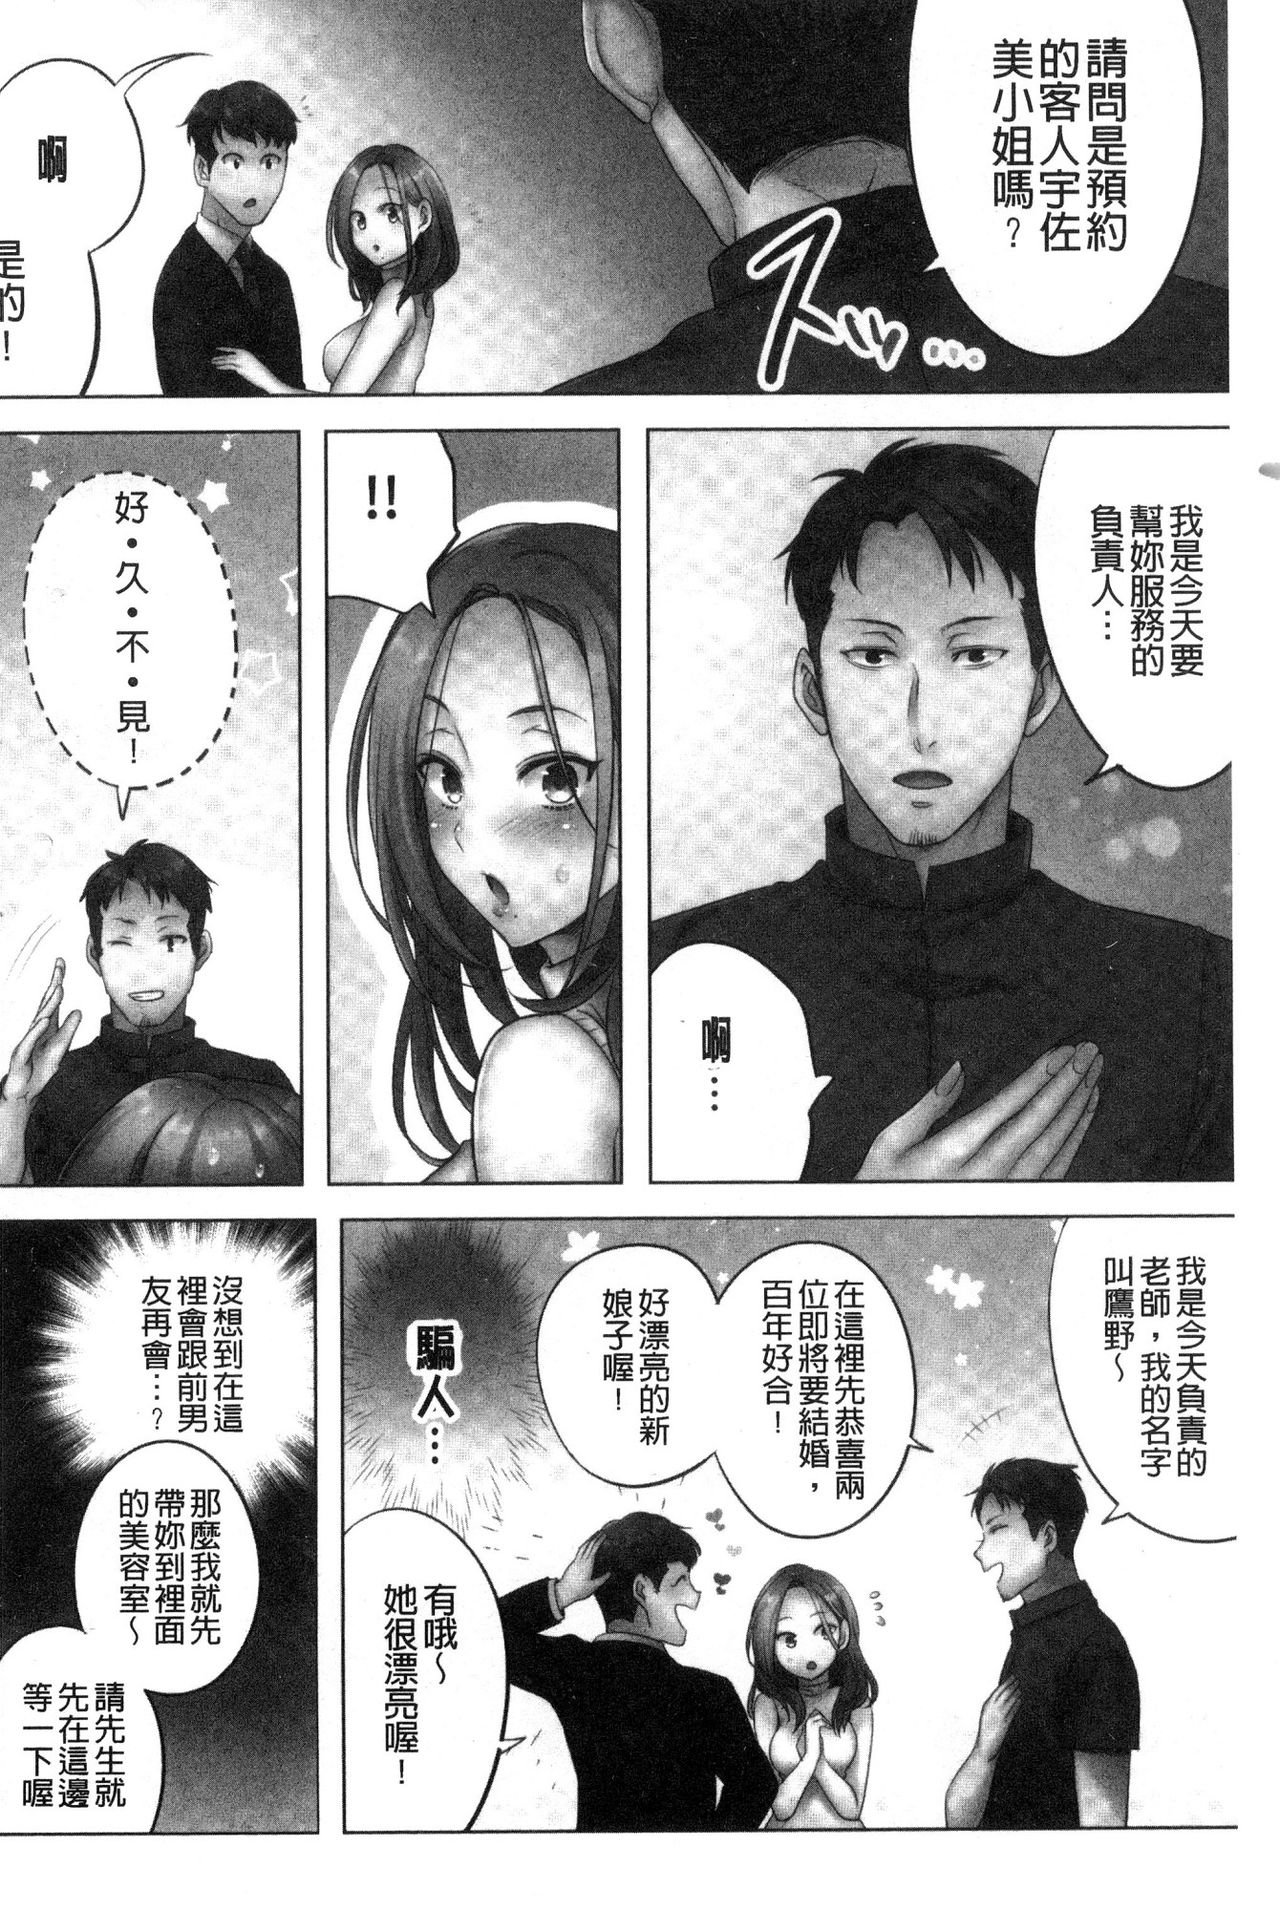 請問是預約
的客人宇佐
美小姐嗎？
スッ…
啊
是的！
我是今天要
幫妳服務的
負責人…
啊…
!!
好・久・不・見！
我是今天負責的
老師，我的名字
叫鷹野～
在這裡先恭喜兩
位即將要結婚，
百年好合！
好漂亮的新
娘子喔！
有哦～
她很漂亮喔！
騙人…
沒想到在這
裡會跟前男
友再會…？
那麼我就先
帶妳到裡面
的美容室～
請先生就
先在這邊
等一下喔